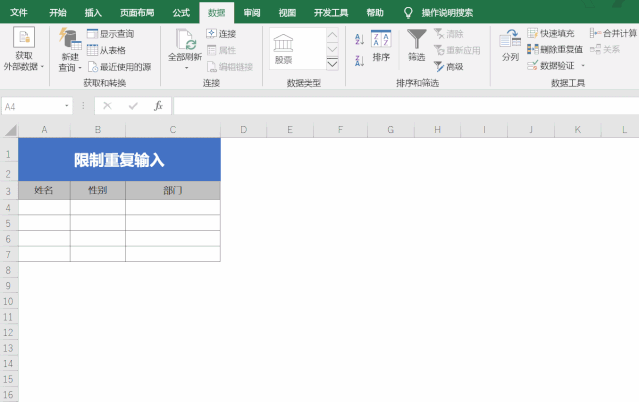 文件 开始 插入 页面布局 公式 数据 审阅 视图 开发工具 帮助 操作说明搜索
获取
外部数据
新建
查询
显示查询
从表格
最近使用的源
获取和转换
全部刷新
连接
属性
编辑链接
连接
股票
数据类型
排序
筛选
清除
重新应用
高级
排序和筛选
分列
快速填充
删除重复值
数据验证
合并计算
关系
数据工具
A4 fx
A B C D E F G H I J K L
1
限制重复输入
2
3 姓名 性别 部门
4
5
6
7
8
9
10
11
12
13
14
15
16